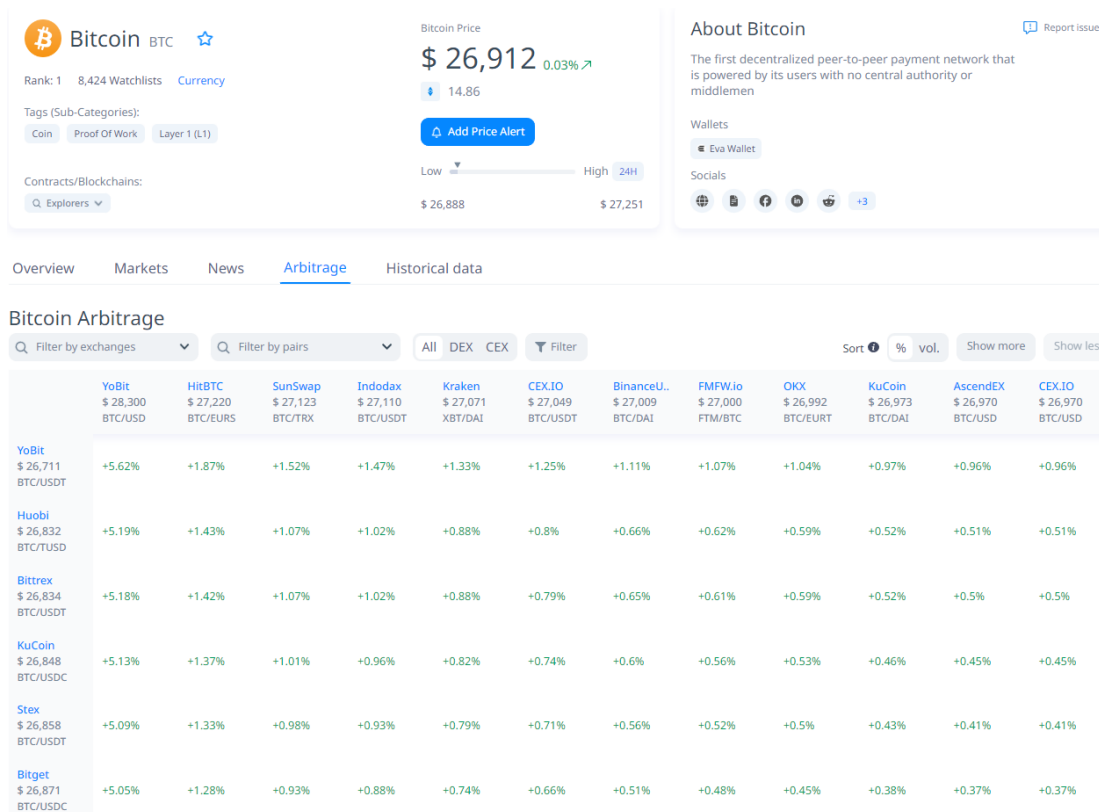 Bitcoin BTC
Rank: 1 8,424 Watchlists Currency
Tags (Sub-Categories):
Coin Proof Of Work Layer 1 (L1)
Contracts/Blockchains:
Explorers
Bitcoin Price
$ 26,912 0.03%
14.86
Add Price Alert
Low High 24H
$ 26,888 $ 27,251
About Bitcoin Report issue
The first decentralized peer-to-peer payment network that
is powered by its users with no central authority or
middlemen
Wallets
Eva Wallet
Socials
+3
Overview Markets News Arbitrage Historical data
Bitcoin Arbitrage
Filter by exchanges Filter by pairs All DEX CEX Filter Sort % vol. Show more Show les
YoBit HitBTC SunSwap Indodax Kraken CEX.IO BinanceU.. FMFW.io OKX KuCoin AscendEX CEX.IO
$ 28,300 $ 27,220 $ 27,123 $ 27,110 $ 27,071 $ 27,049 $ 27,009 $ 27,000 $ 26,992 $ 26,973 $ 26,970 $ 26,970
BTC/USD BTC/EURS BTC/TRX BTC/USDT XBT/DAI BTC/USDT BTC/DAI FTM/BTC BTC/EURT BTC/DAI BTC/USD BTC/USD
YoBit
$ 26,711 +5.62% +1.87% +1.52% +1.47% +1.33% +1.25% +1.11% +1.07% +1.04% +0.97% +0.96% +0.96%
BTC/USDT
Huobi
$ 26,832 +5.19% +1.43% +1.07% +1.02% +0.88% +0.8% +0.66% +0.62% +0.59% +0.52% +0.51% +0.51%
BTC/TUSD
Bittrex
$ 26,834 +5.18% +1.42% +1.07% +1.02% +0.88% +0.79% +0.65% +0.61% +0.59% +0.52% +0.5% +0.5%
BTC/USDT
KuCoin
$ 26,848 +5.13% +1.37% +1.01% +0.96% +0.82% +0.74% +0.6% +0.56% +0.53% +0.46% +0.45% +0.45%
BTC/USDC
Stex
$ 26,858 +5.09% +1.33% +0.98% +0.93% +0.79% +0.71% +0.56% +0.52% +0.5% +0.43% +0.41% +0.41%
BTC/USDT
Bitget
$ 26,871 +5.05% +1.28% +0.93% +0.88% +0.74% +0.66% +0.51% +0.48% +0.45% +0.38% +0.37% +0.37%
BTC/USDC